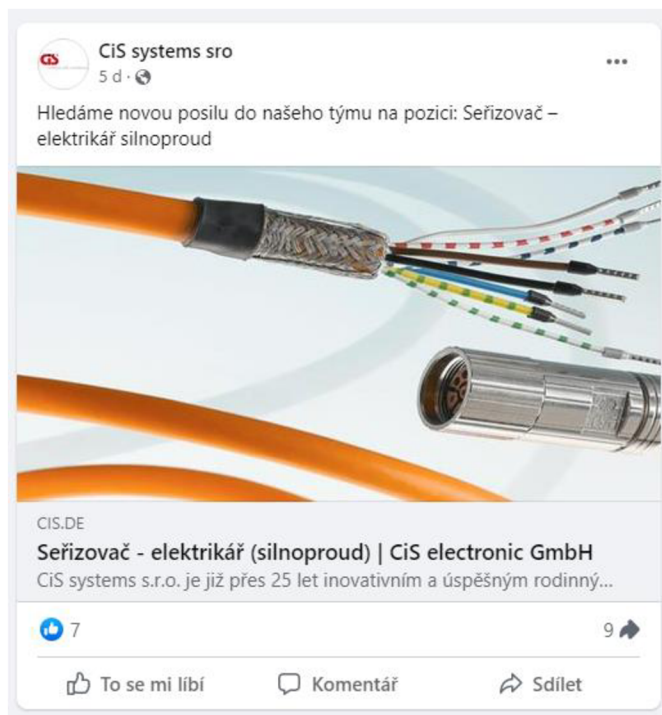 CiS
CiS systems sro
5 d ·
Hledáme novou posilu do našeho týmu na pozici: Seřizovač –
elektrikář silnoproud
CIS.DE
Seřizovač - elektrikář (silnoproud) | CiS electronic GmbH
CiS systems s.r.o. je již přes 25 let inovativním a úspěšným rodinný...
7
9
To se mi líbí
Komentář
Sdílet